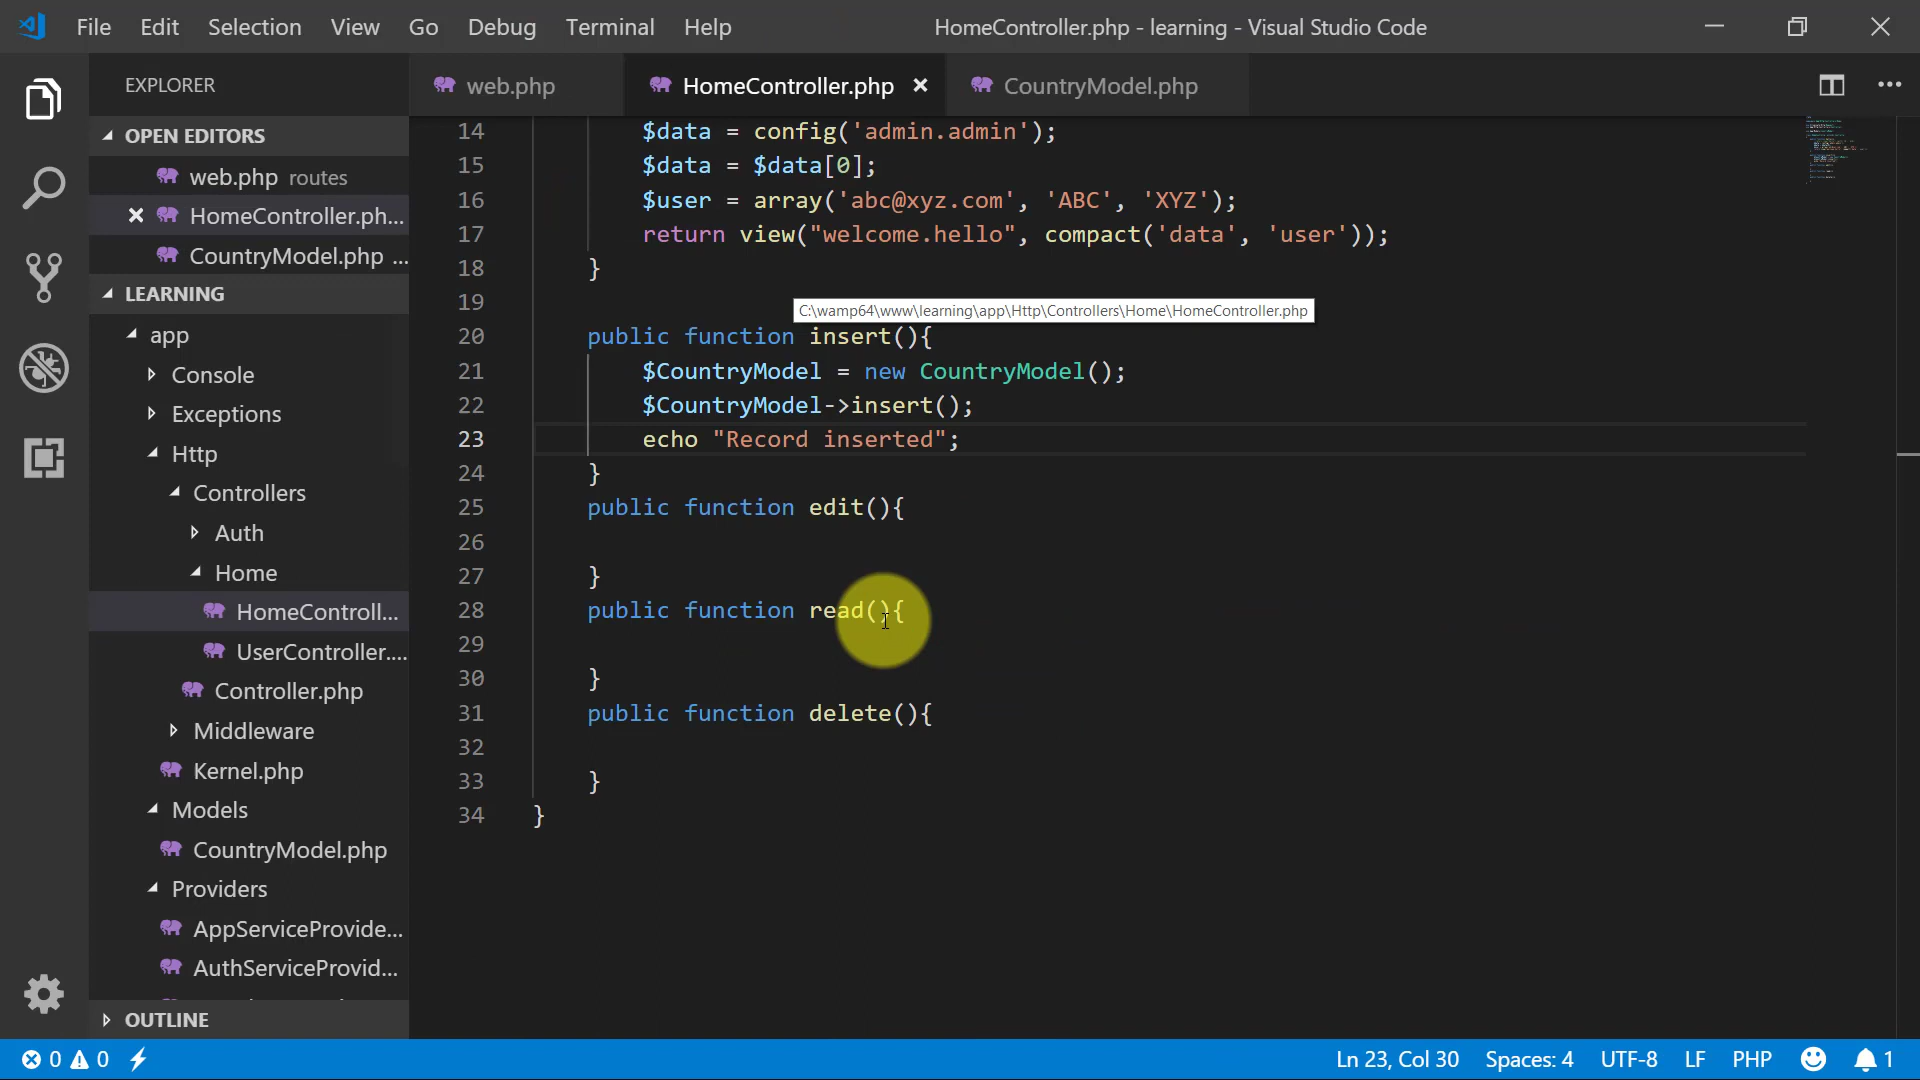 File Edit Selection View Go Debug Terminal Help HomeController.php - learning - Visual Studio Code
EXPLORER
web.php HomeController.php CountryModel.php
OPEN EDITORS
web.php routes
HomeController.ph...
CountryModel.php ...
LEARNING
app
Console
Exceptions
Http
Controllers
Auth
Home
HomeControll...
UserController....
Controller.php
Middleware
Kernel.php
Models
CountryModel.php
Providers
AppServiceProvide...
AuthServiceProvid...
OUTLINE
14 $data = config('admin.admin');
15 $data = $data[0];
16 $user = array('abc@xyz.com', 'ABC', 'XYZ');
17 return view("welcome.hello", compact('data', 'user'));
18 }
19
C:\wamp64\www\learning\app\Http\Controllers\Home\HomeController.php
20 public function insert(){
21 $CountryModel = new CountryModel();
22 $CountryModel->insert();
23 echo "Record inserted";
24 }
25 public function edit(){
26
27 }
28 public function read(){
29
30 }
31 public function delete(){
32
33 }
34 }
0 0 Ln 23, Col 30 Spaces: 4 UTF-8 LF PHP 1